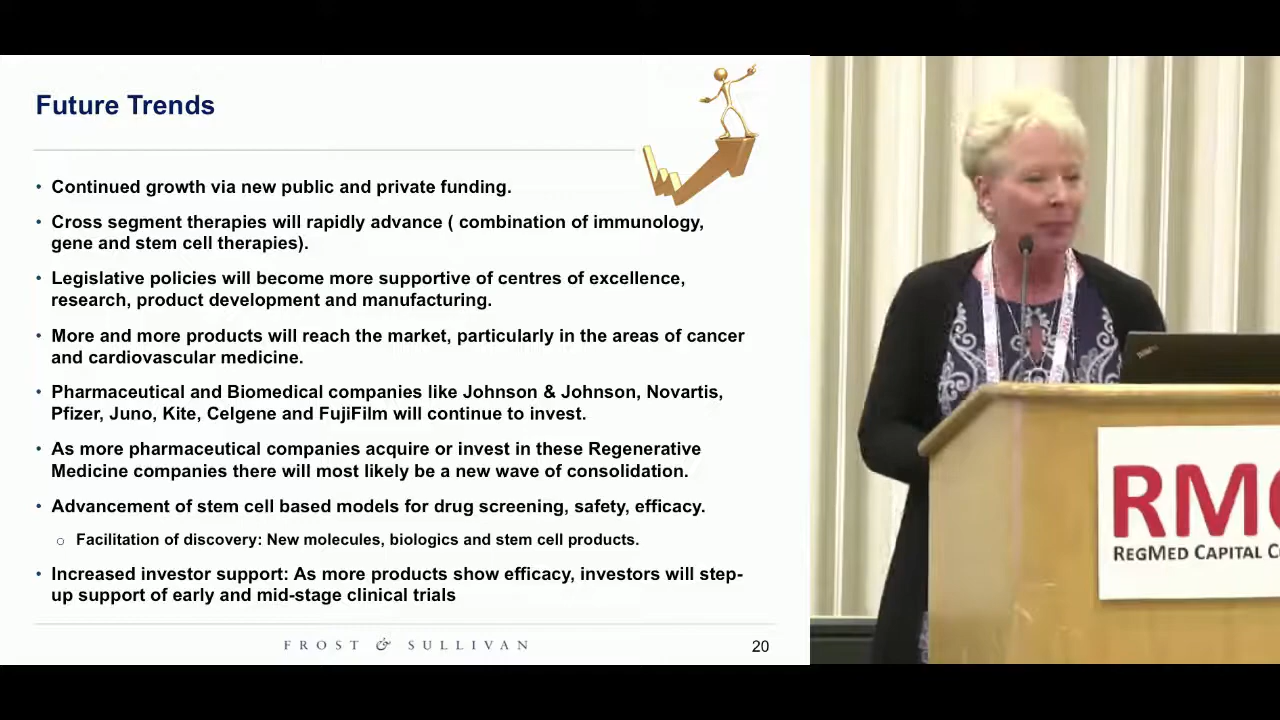 Future Trends
• Continued growth via new public and private funding.
• Cross segment therapies will rapidly advance ( combination of immunology,
gene and stem cell therapies).
• Legislative policies will become more supportive of centres of excellence,
research, product development and manufacturing.
• More and more products will reach the market, particularly in the areas of cancer
and cardiovascular medicine.
• Pharmaceutical and Biomedical companies like Johnson & Johnson, Novartis,
Pfizer, Juno, Kite, Celgene and FujiFilm will continue to invest.
• As more pharmaceutical companies acquire or invest in these Regenerative
Medicine companies there will most likely be a new wave of consolidation.
• Advancement of stem cell based models for drug screening, safety, efficacy.
o Facilitation of discovery: New molecules, biologics and stem cell products.
• Increased investor support: As more products show efficacy, investors will step-
up support of early and mid-stage clinical trials
FROST & SULLIVAN
20
RM
REGMED CAPITAL